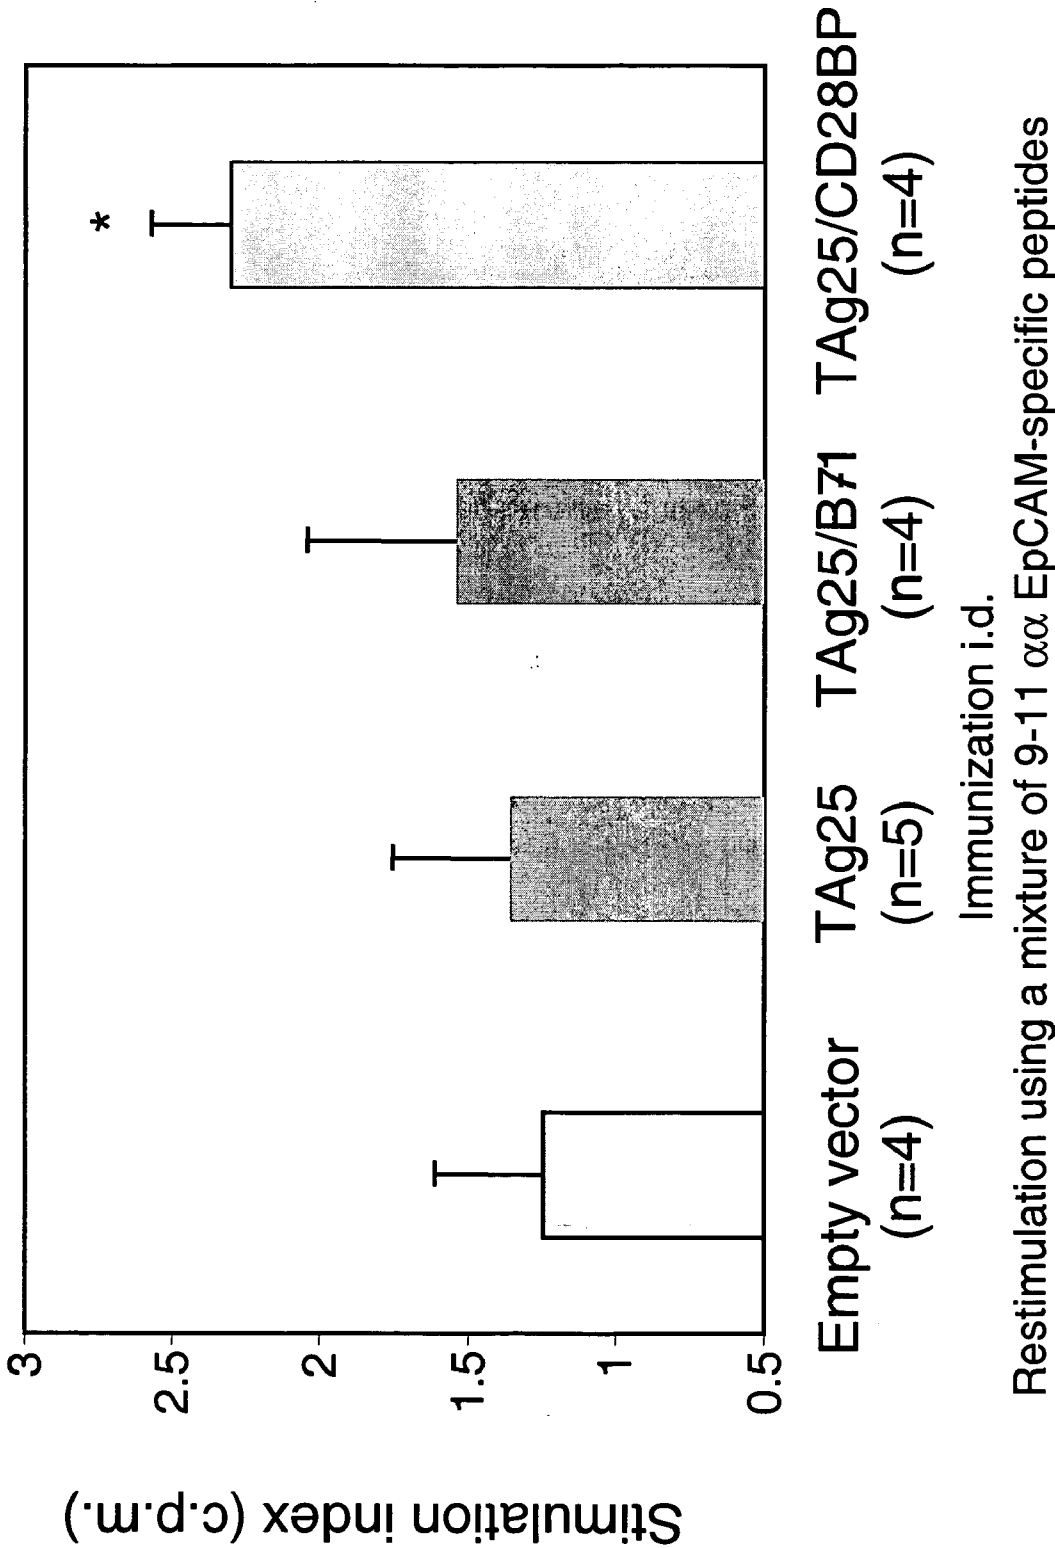 Stimulation index (c.p.m.)
3
2.5
2
1.5
1
0.5
*
Empty vector
(n=4)
TAg25
(n=5)
TAg25/B71
(n=4)
TAg25/CD28BP
(n=4)
Immunization i.d.
Restimulation using a mixture of 9-11 αα EpCAM-specific peptides